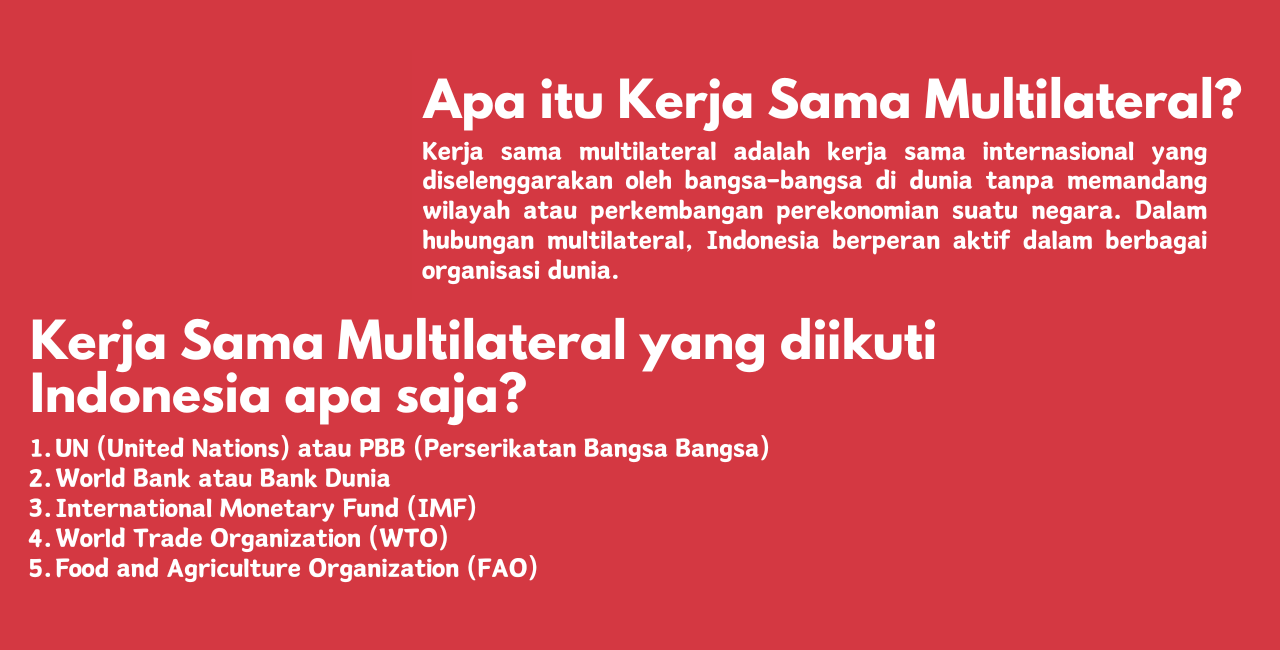 Apa itu Kerja Sama Multilateral?
Kerja sama multilateral adalah kerja sama internasional yang
diselenggarakan oleh bangsa-bangsa di dunia tanpa memandang
wilayah atau perkembangan perekonomian suatu negara. Dalam
hubungan multilateral, Indonesia berperan aktif dalam berbagai
organisasi dunia.
Kerja Sama Multilateral yang diikuti
Indonesia apa saja?
1. UN (United Nations) atau PBB (Perserikatan Bangsa Bangsa)
2. World Bank atau Bank Dunia
3. International Monetary Fund (IMF)
4. World Trade Organization (WTO)
5. Food and Agriculture Organization (FAO)